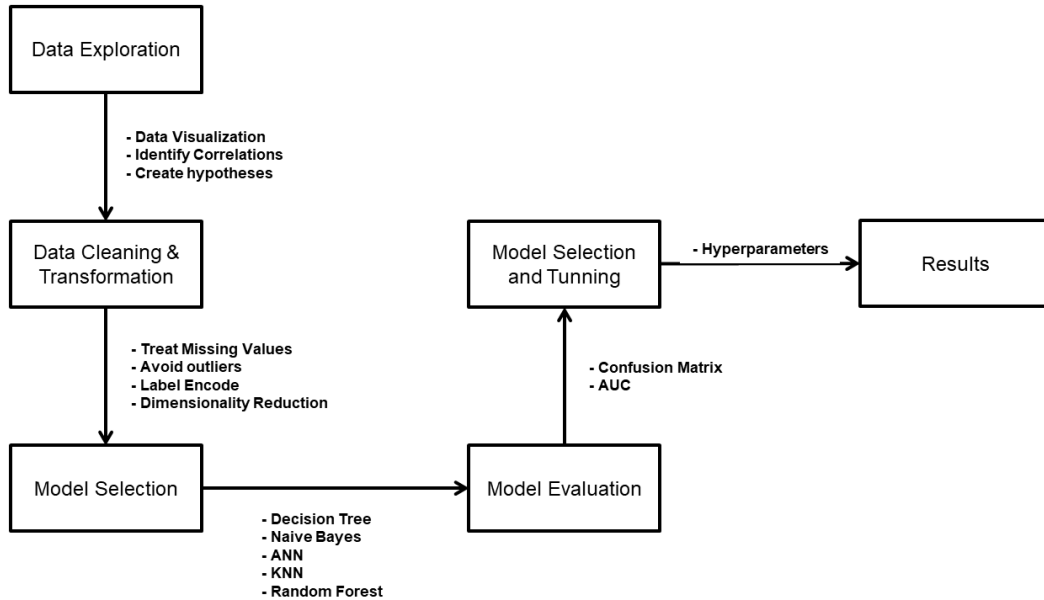 Data Exploration
- Data Visualization
- Identify Correlations
- Create hypotheses
Data Cleaning &
Transformation
- Treat Missing Values
- Avoid outliers
- Label Encode
- Dimensionality Reduction
Model Selection
- Decision Tree
- Naive Bayes
- ANN
- KNN
- Random Forest
Model Evaluation
- Confusion Matrix
- AUC
Model Selection
and Tunning
- Hyperparameters
Results